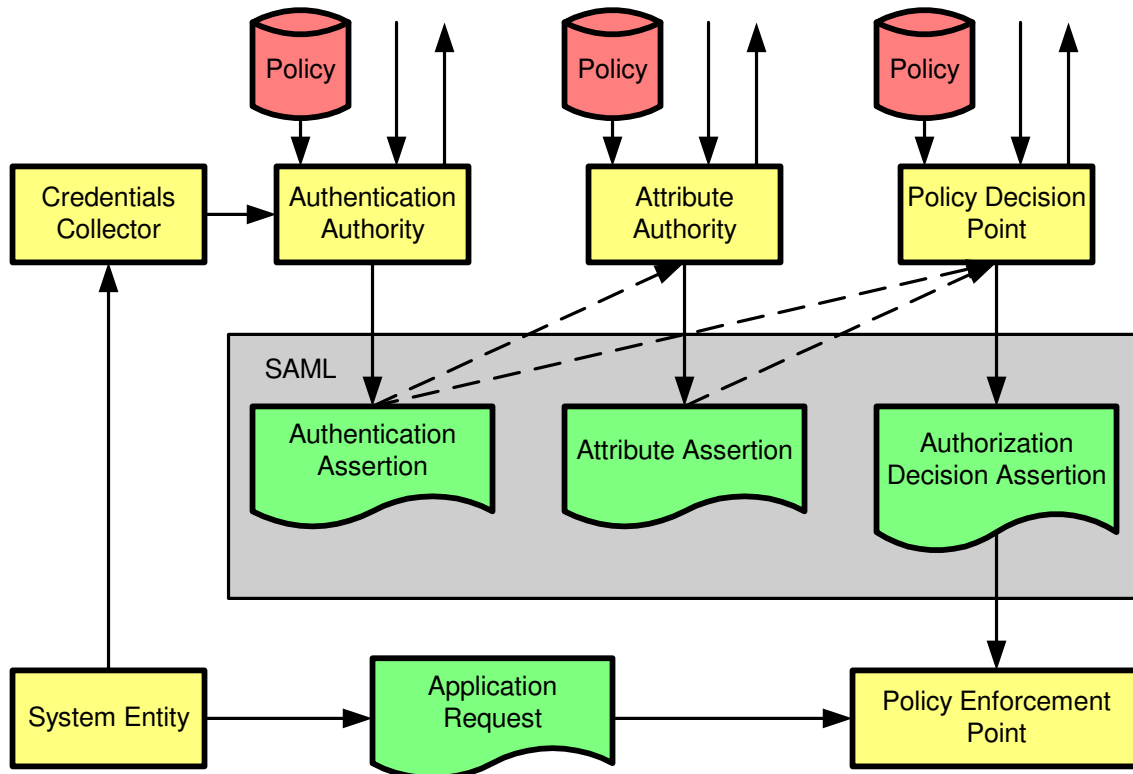 Policy
Policy
Policy
Credentials
Collector
Authentication
Authority
Attribute
Authority
Policy Decision
Point
SAML
Authentication
Assertion
Attribute Assertion
Authorization
Decision Assertion
System Entity
Application
Request
Policy Enforcement
Point